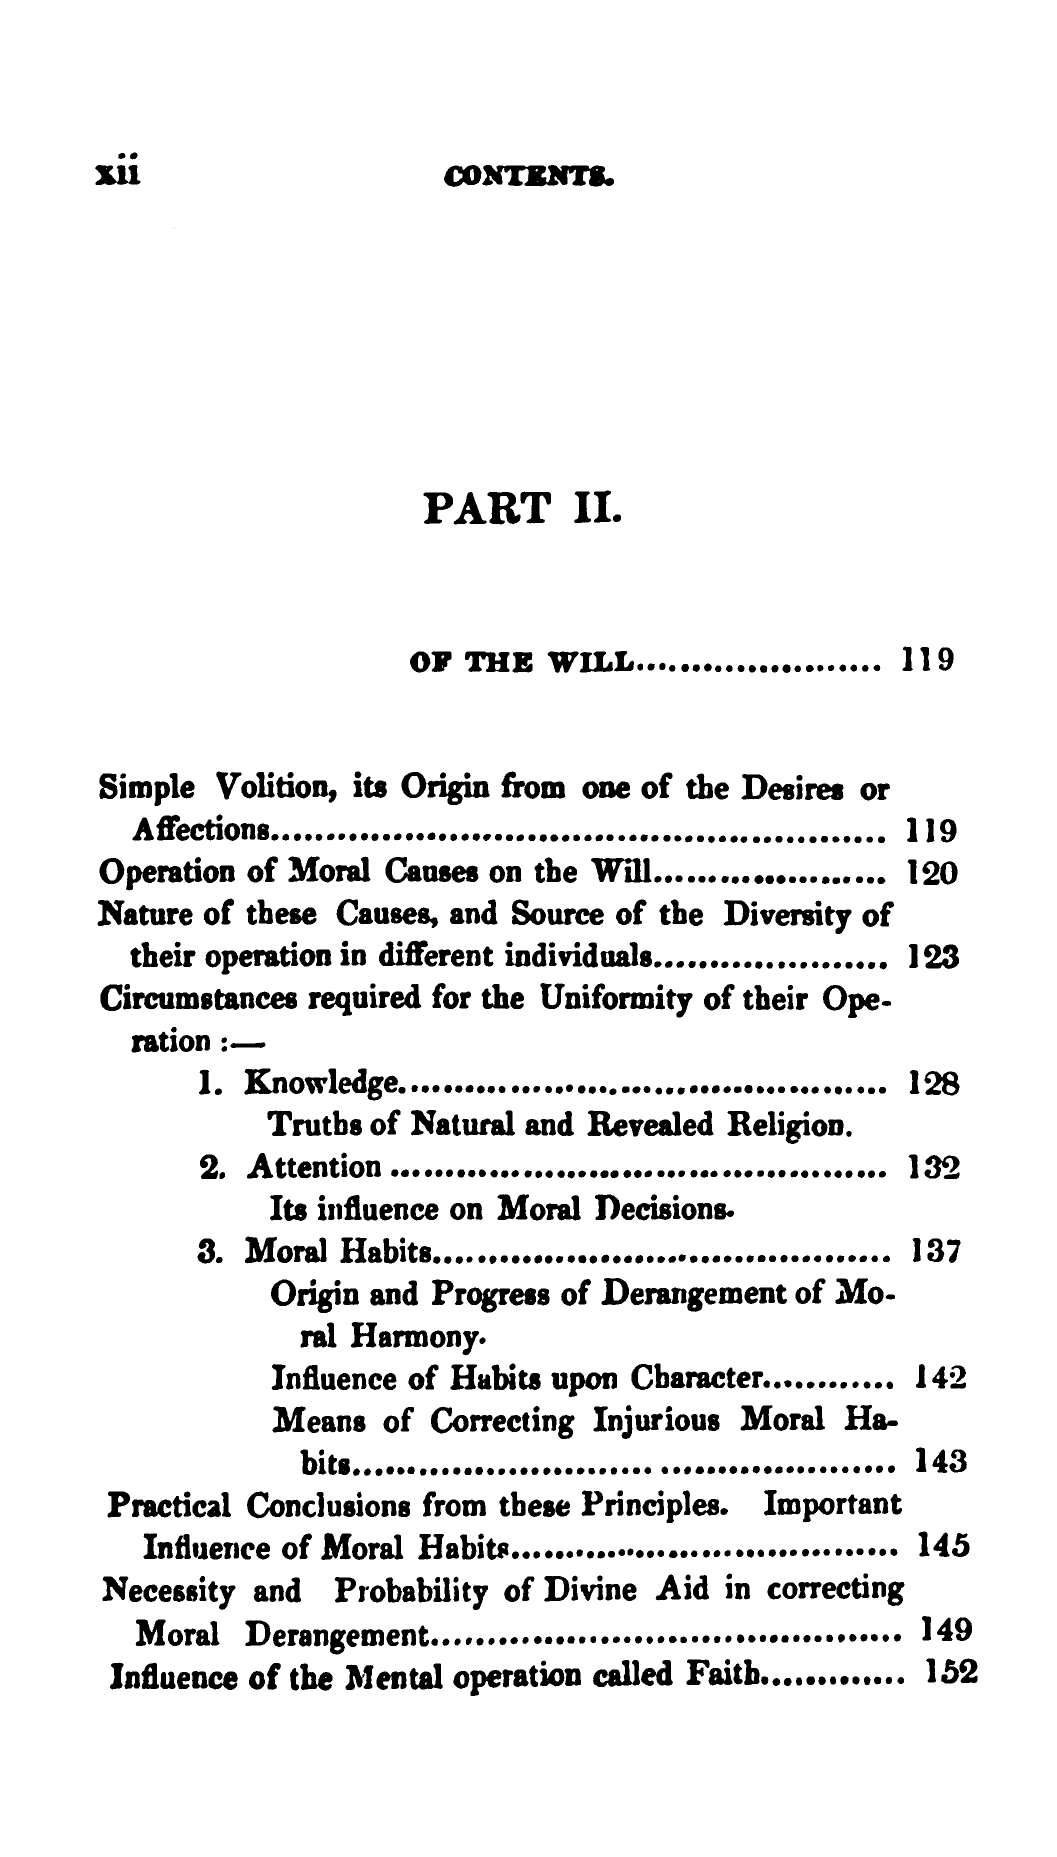 xii CONTENTS.
PART II.
OF THE WILL...................... 119
Simple Volition, its Origin from one of the Desires or
Affections........................................................ 119
Operation of Moral Causes on the Will..................... 120
Nature of these Causes, and Source of the Diversity of
their operation in different individuals..................... 123
Circumstances required for the Uniformity of their Ope-
ration :—
1. Knowledge............................................ 128
Truths of Natural and Revealed Religion.
2. Attention ............................................. 132
Its influence on Moral Decisions.
3. Moral Habits.......................................... 137
Origin and Progress of Derangement of Mo-
ral Harmony.
Influence of Habits upon Character............ 142
Means of Correcting Injurious Moral Ha-
bits................................................. 143
Practical Conclusions from these Principles. Important
Influence of Moral Habits................................... 145
Necessity and Probability of Divine Aid in correcting
Moral Derangement.......................................... 149
Influence of the Mental operation called Faith............. 152